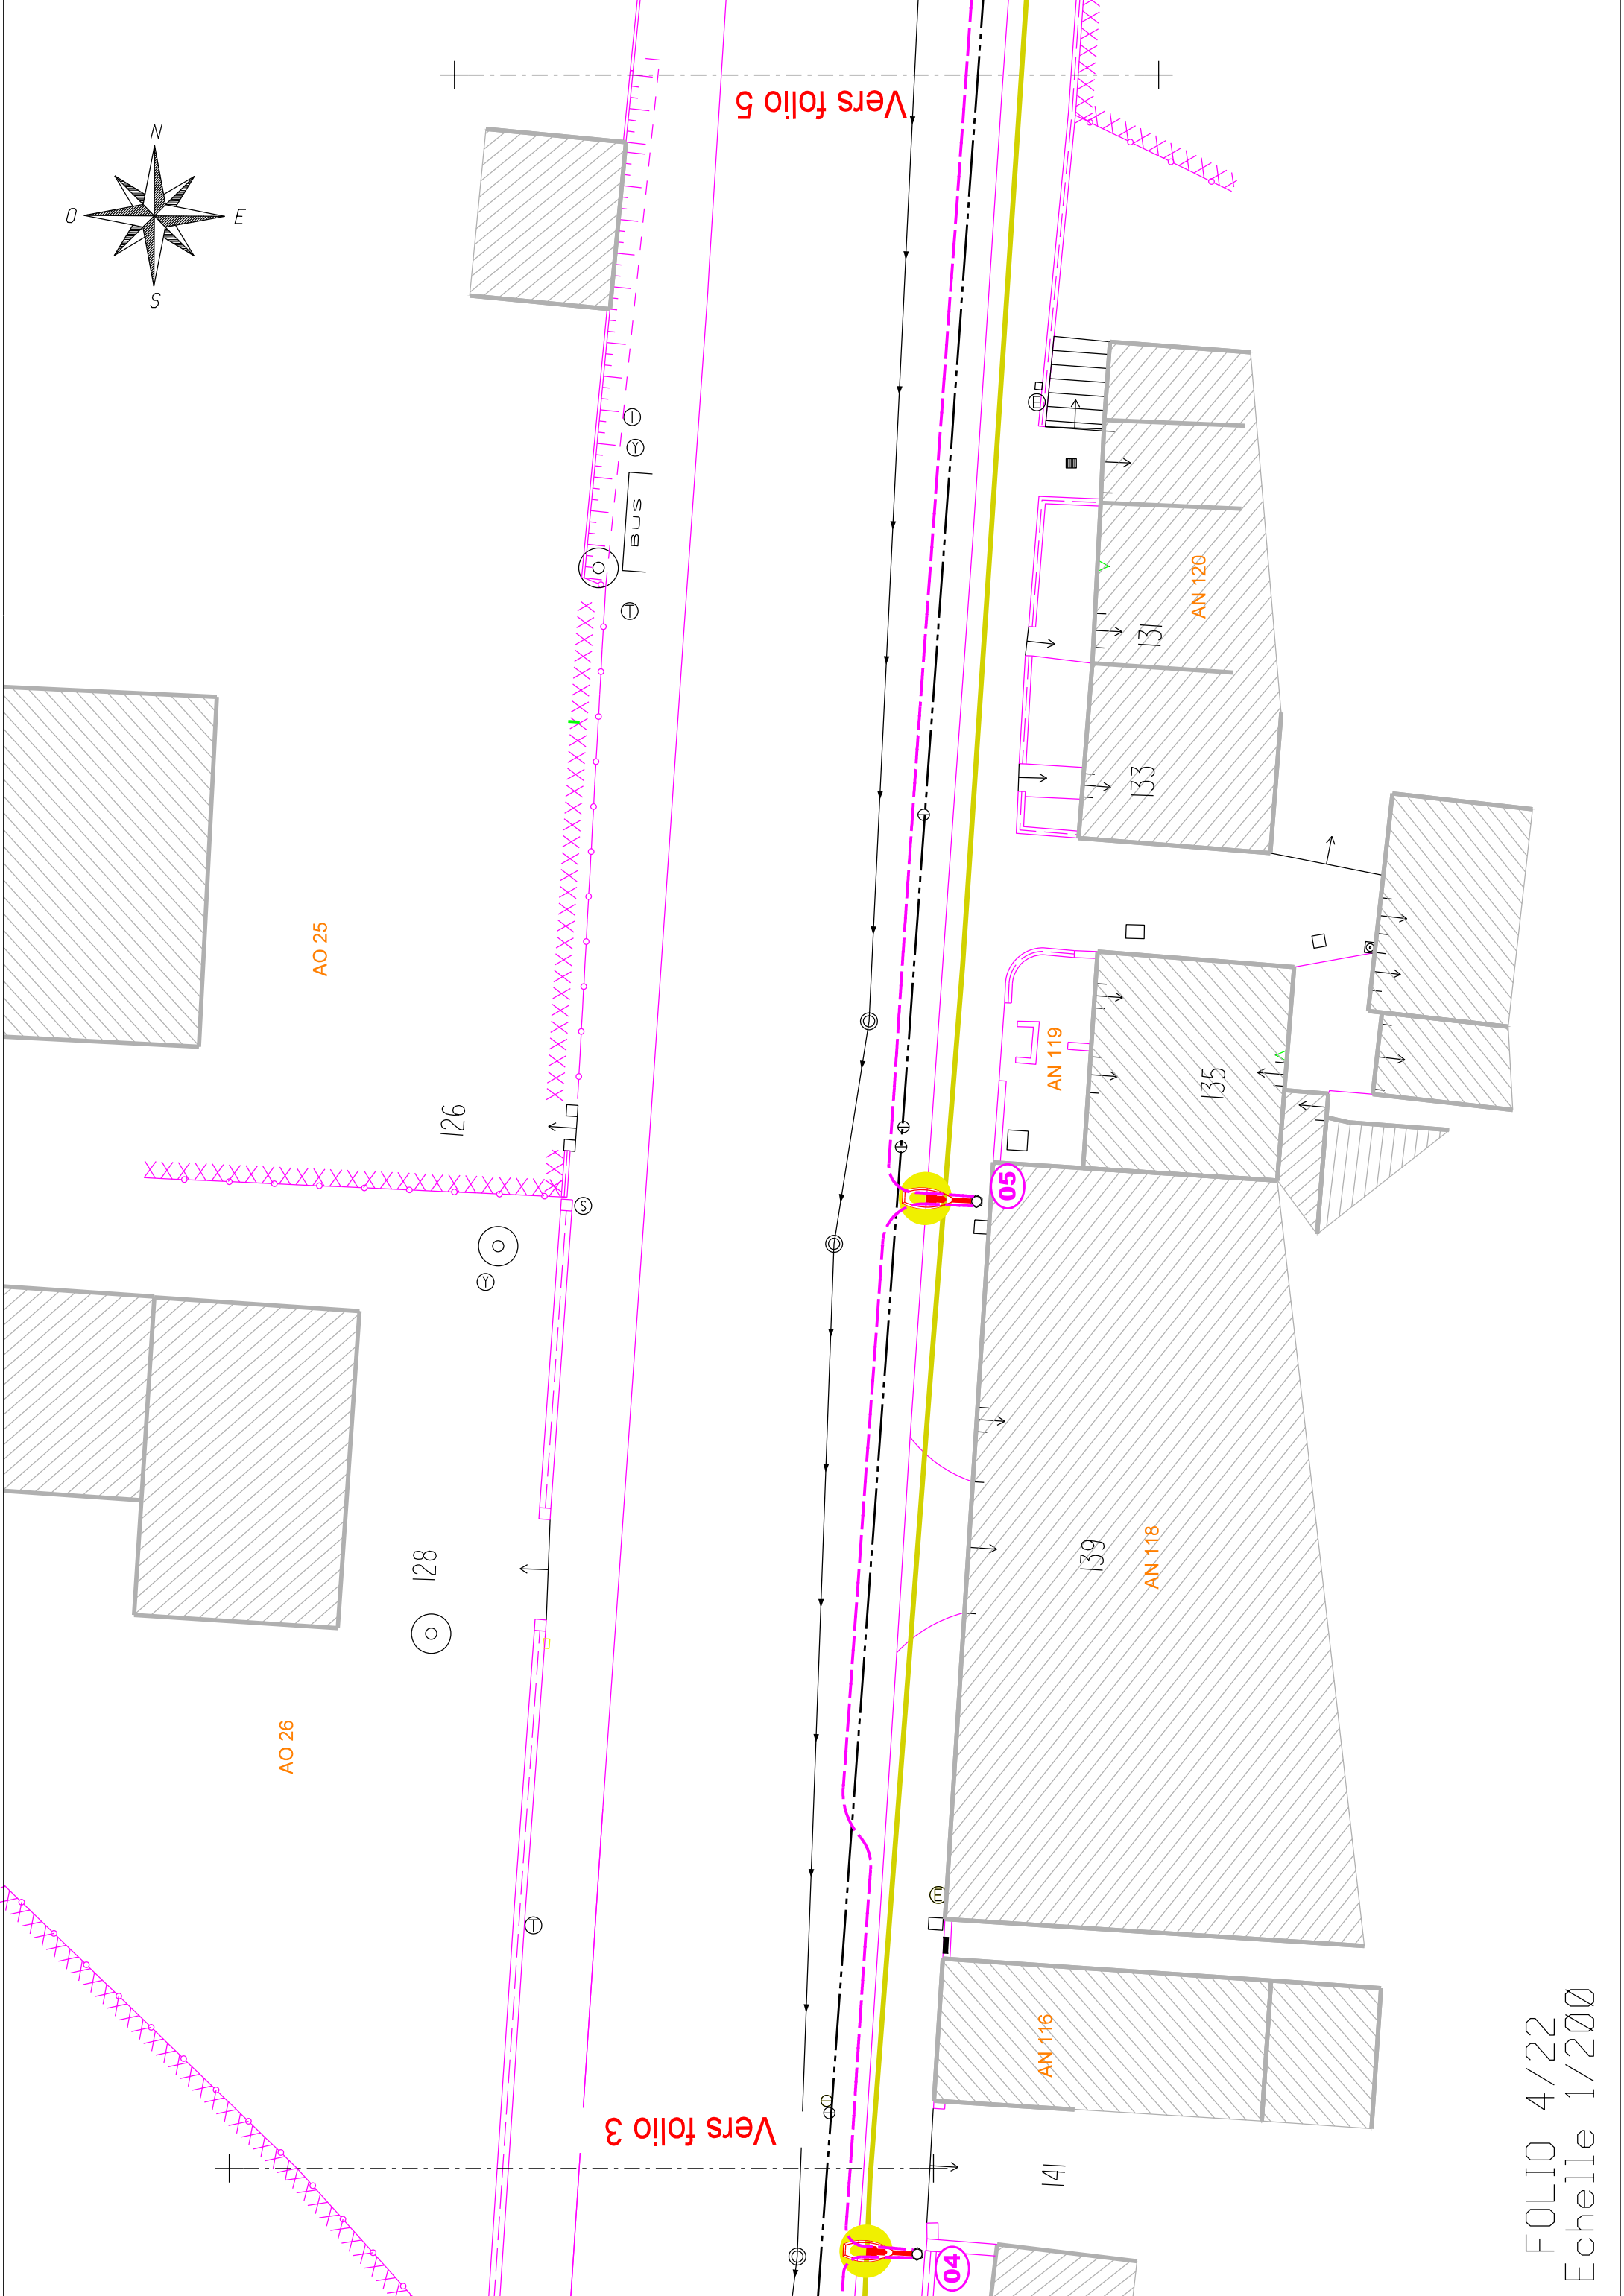 N
O
E
S
Vers folio 5
I
Y
BUS
T
E
AN 120
131
133
AO 25
126
AN 119
135
S
05
Y
128
139
AN 118
AO 26
E
T
AN 116
Vers folio 3
141
04
FOLIO 4/22
Echelle 1/200